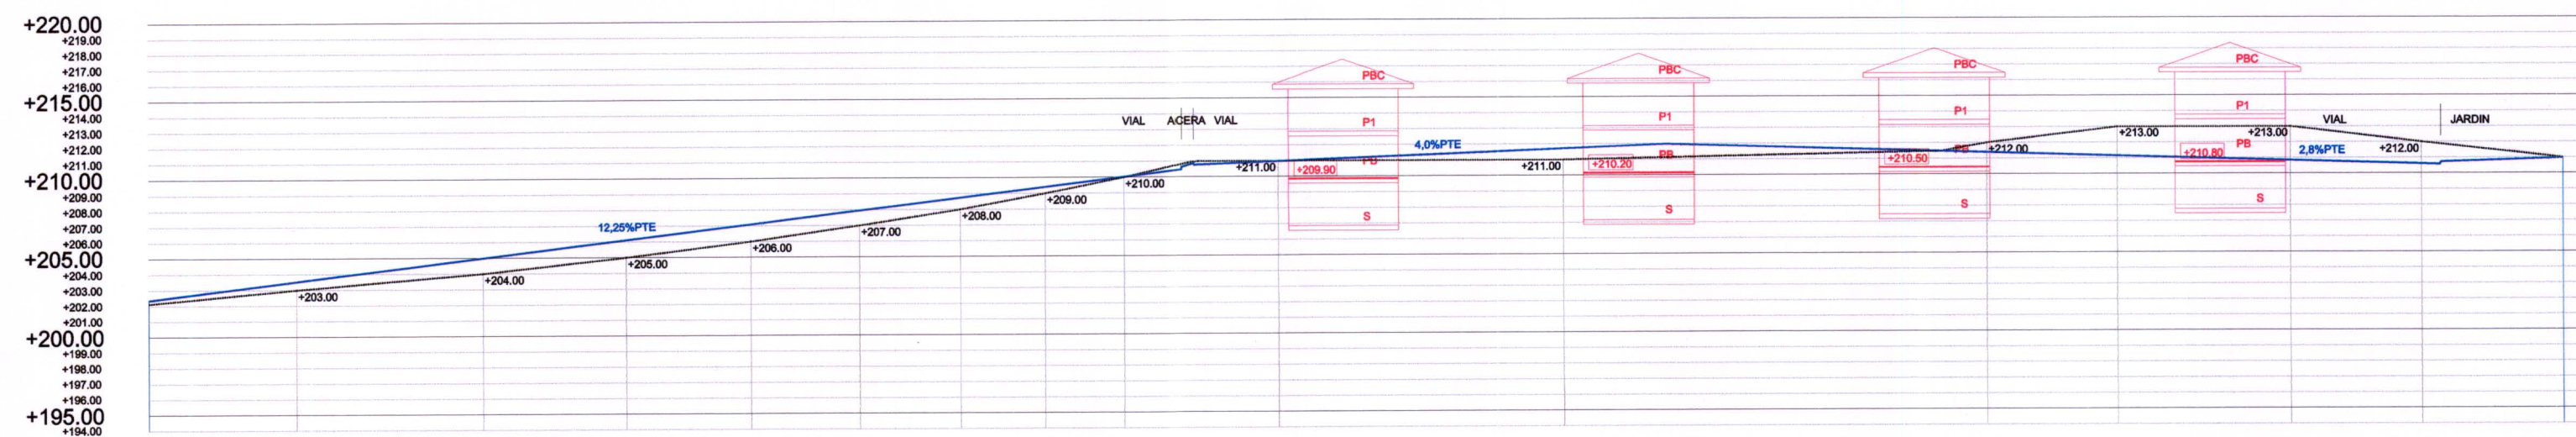 +220.00
+219.00
+218.00
+217.00
+216.00
+215.00
+214.00
+213.00
+212.00
+211.00
+210.00
+209.00
+208.00
+207.00
+206.00
+205.00
+204.00
+203.00
+202.00
+201.00
+200.00
+199.00
+198.00
+197.00
+196.00
+195.00
+194.00
+203.00
+204.00
12,25%PTE
+205.00
+206.00
+207.00
+208.00
+209.00
+210.00
VIAL ACERA VIAL
+211.00
PBC
P1
PB
+209.90
S
4,0%PTE
+211.00
PBC
P1
PB
+210.20
S
PBC
P1
PB
+210.50
S
+212.00
+213.00
PBC
P1
PB
+210.80
S
+213.00
VIAL
2,8%PTE
+212.00
JARDIN